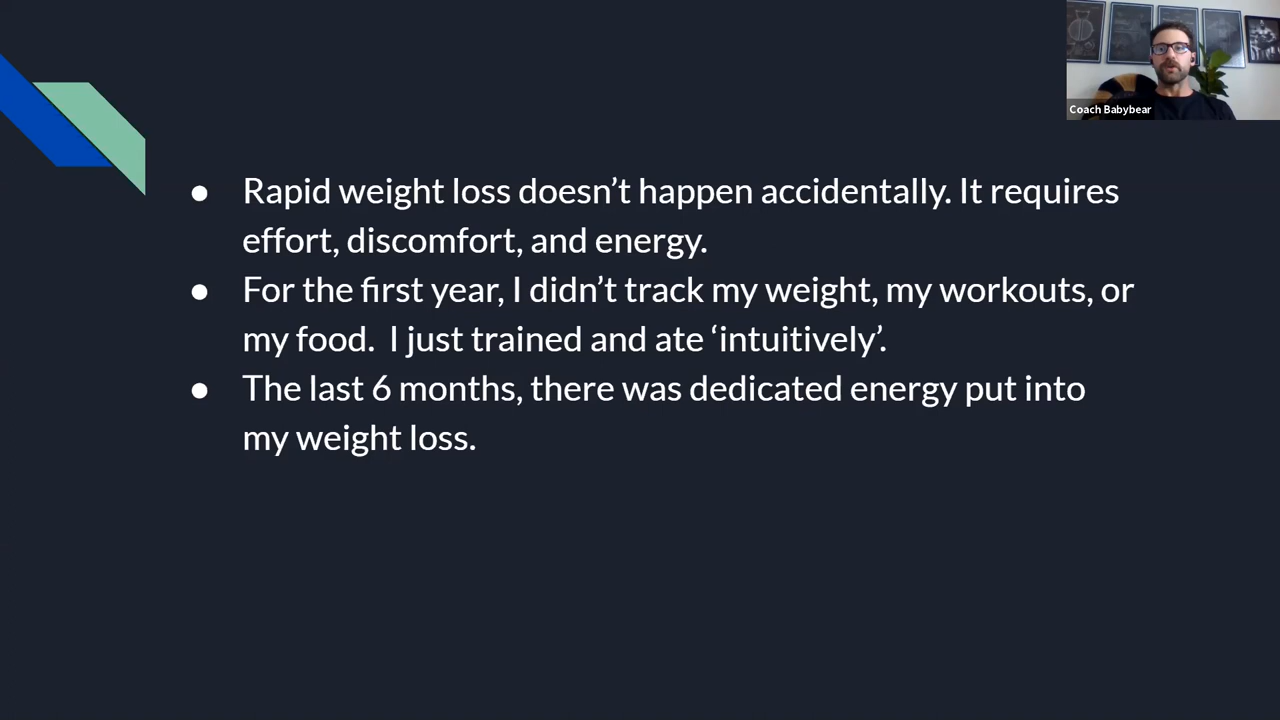 Coach Babybear
● Rapid weight loss doesn’t happen accidentally. It requires
effort, discomfort, and energy.
● For the first year, I didn’t track my weight, my workouts, or
my food.  I just trained and ate ‘intuitively’.
● The last 6 months, there was dedicated energy put into
my weight loss.